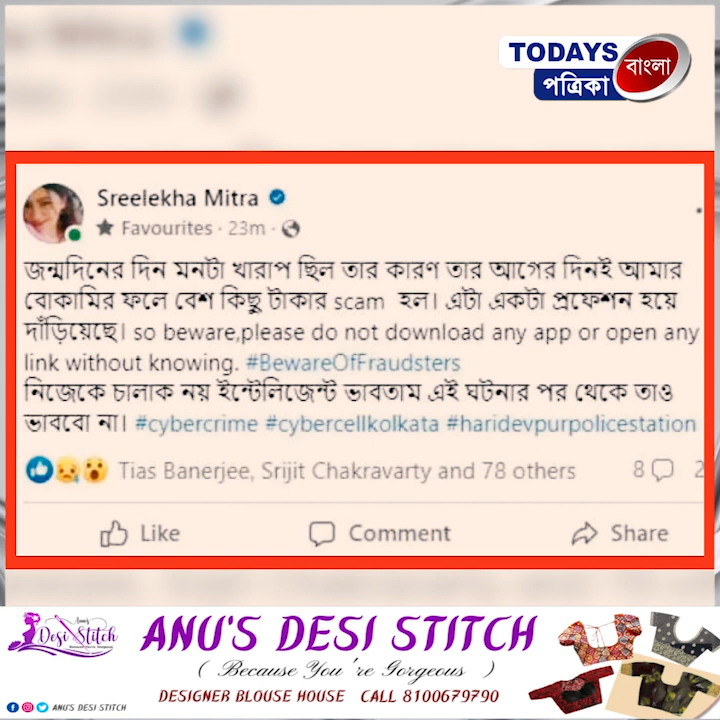 TODAYS
পত্রিকা
বাংলা
Sreelekha Mitra
Favourites · 23m ·
জন্মদিনের দিন মনটা খারাপ ছিল তার কারণ তার আগের দিনই আমার
বোকামির ফলে বেশ কিছু টাকার scam হল। এটা একটা প্রফেশন হয়ে
দাঁড়িয়েছে। so beware,please do not download any app or open any
link without knowing. #BewareOfFraudsters
নিজেকে চালাক নয় ইন্টেলিজেন্ট ভাবতাম এই ঘটনার পর থেকে তাও
ভাববো না। #cybercrime #cybercellkolkata #haridevpurpolicestation
Tias Banerjee, Srijit Chakravarty and 78 others 8 2
Like Comment Share
Anu's
Desi Stitch
ANU'S DESI STITCH
( Because You're Gorgeous )
DESIGNER BLOUSE HOUSE CALL 8100679790
ANU'S DESI STITCH